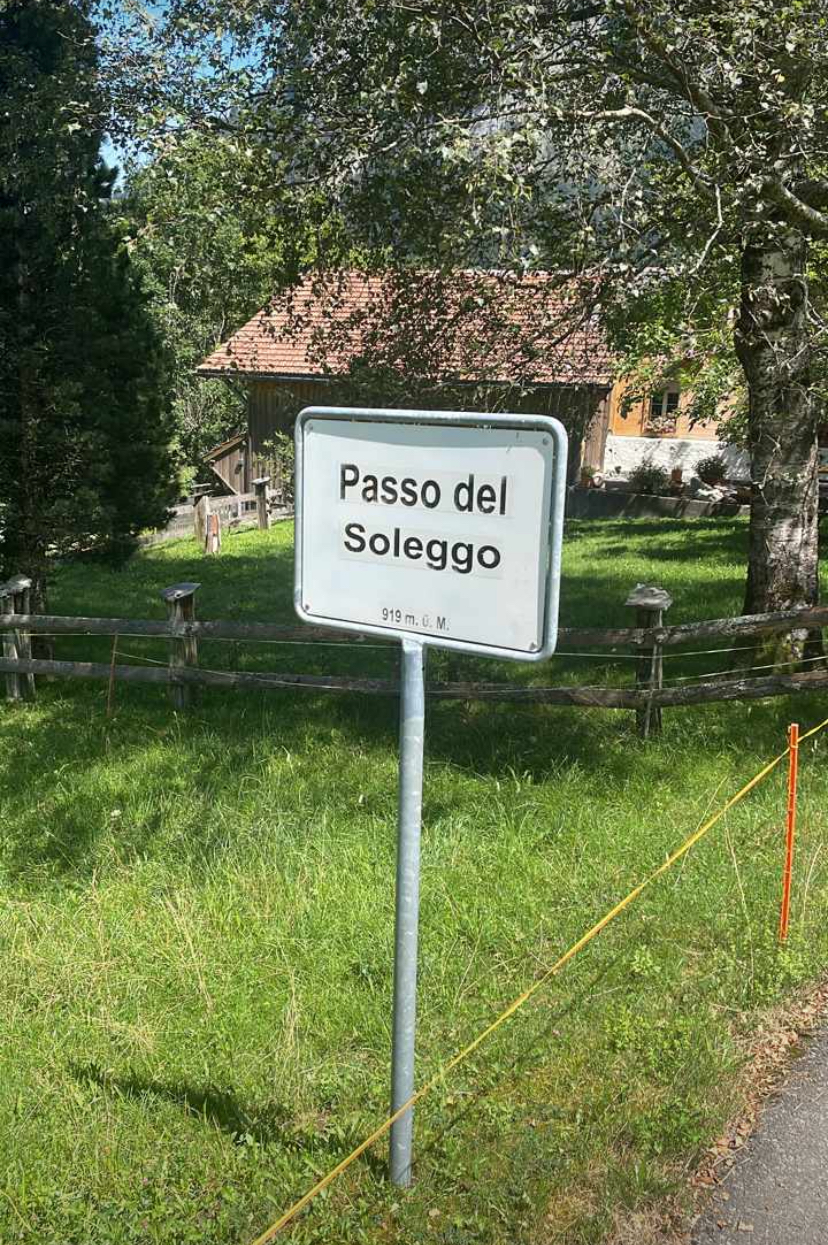 Passo del
Soleggo
919 m. ü. M.